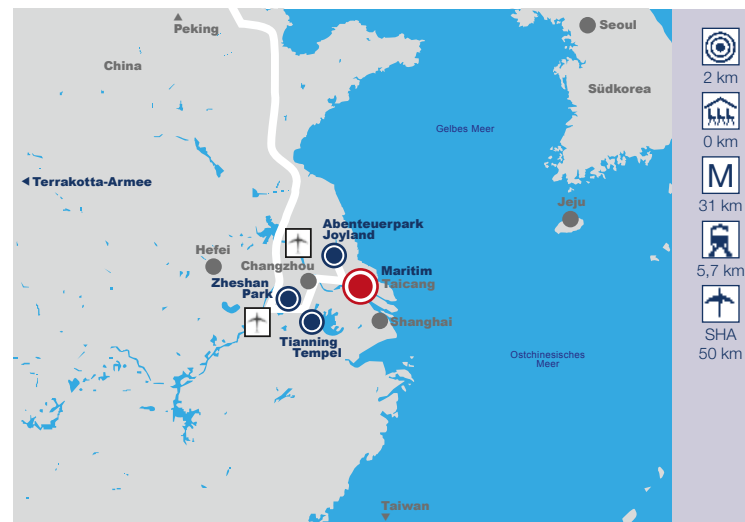 Peking
China
Seoul
Südkorea
Gelbes Meer
Terrakotta-Armee
Jeju
Abenteuerpark
Joyland
Hefei
Changzhou
Maritim
Taicang
Zheshan
Park
Shanghai
Tianning
Tempel
Ostchinesisches
Meer
Taiwan
2 km
0 km
M
31 km
5,7 km
SHA
50 km